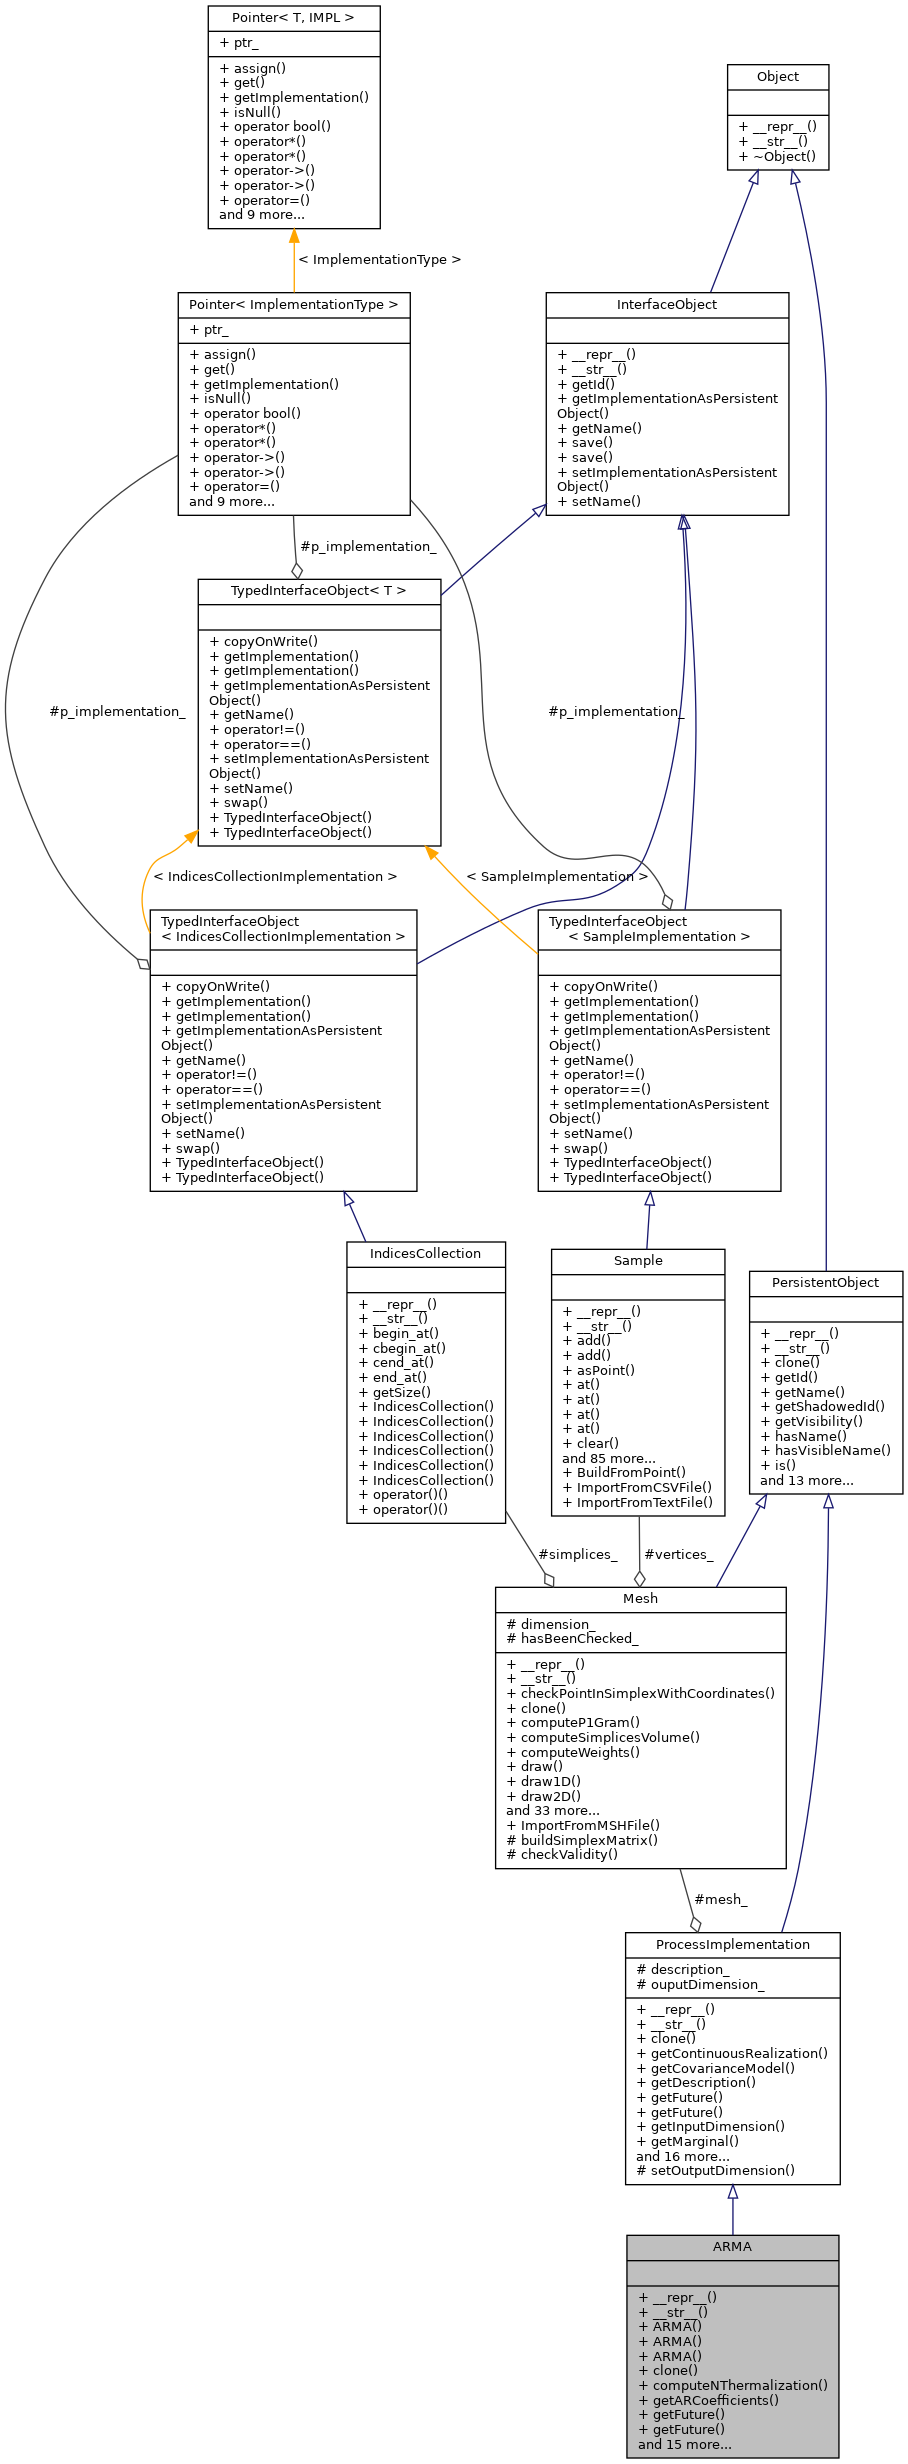 Pointer< T, IMPL >
+ ptr_
+ assign()
+ get()
+ getImplementation()
+ isNull()
+ operator bool()
+ operator*()
+ operator*()
+ operator->()
+ operator->()
+ operator=()
and 9 more...
Object
+ __repr__()
+ __str__()
+ ~Object()
< ImplementationType >
Pointer< ImplementationType >
+ ptr_
+ assign()
+ get()
+ getImplementation()
+ isNull()
+ operator bool()
+ operator*()
+ operator*()
+ operator->()
+ operator->()
+ operator=()
and 9 more...
InterfaceObject
+ __repr__()
+ __str__()
+ getId()
+ getImplementationAsPersistent
Object()
+ getName()
+ save()
+ save()
+ setImplementationAsPersistent
Object()
+ setName()
#p_implementation_
TypedInterfaceObject< T >
+ copyOnWrite()
+ getImplementation()
+ getImplementation()
+ getImplementationAsPersistent
Object()
+ getName()
+ operator!=()
+ operator==()
+ setImplementationAsPersistent
Object()
+ setName()
+ swap()
+ TypedInterfaceObject()
+ TypedInterfaceObject()
#p_implementation_
#p_implementation_
< IndicesCollectionImplementation >
< SampleImplementation >
TypedInterfaceObject
< IndicesCollectionImplementation >
+ copyOnWrite()
+ getImplementation()
+ getImplementation()
+ getImplementationAsPersistent
Object()
+ getName()
+ operator!=()
+ operator==()
+ setImplementationAsPersistent
Object()
+ setName()
+ swap()
+ TypedInterfaceObject()
+ TypedInterfaceObject()
TypedInterfaceObject
< SampleImplementation >
+ copyOnWrite()
+ getImplementation()
+ getImplementation()
+ getImplementationAsPersistent
Object()
+ getName()
+ operator!=()
+ operator==()
+ setImplementationAsPersistent
Object()
+ setName()
+ swap()
+ TypedInterfaceObject()
+ TypedInterfaceObject()
IndicesCollection
+ __repr__()
+ __str__()
+ begin_at()
+ cbegin_at()
+ cend_at()
+ end_at()
+ getSize()
+ IndicesCollection()
+ IndicesCollection()
+ IndicesCollection()
+ IndicesCollection()
+ IndicesCollection()
+ IndicesCollection()
+ operator()()
+ operator()()
Sample
+ __repr__()
+ __str__()
+ add()
+ add()
+ asPoint()
+ at()
+ at()
+ at()
+ at()
+ clear()
and 85 more...
+ BuildFromPoint()
+ ImportFromCSVFile()
+ ImportFromTextFile()
PersistentObject
+ __repr__()
+ __str__()
+ clone()
+ getId()
+ getName()
+ getShadowedId()
+ getVisibility()
+ hasName()
+ hasVisibleName()
+ is()
and 13 more...
#simplices_
#vertices_
Mesh
# dimension_
# hasBeenChecked_
+ __repr__()
+ __str__()
+ checkPointInSimplexWithCoordinates()
+ clone()
+ computeP1Gram()
+ computeSimplicesVolume()
+ computeWeights()
+ draw()
+ draw1D()
+ draw2D()
and 33 more...
+ ImportFromMSHFile()
# buildSimplexMatrix()
# checkValidity()
#mesh_
ProcessImplementation
# description_
# ouputDimension_
+ __repr__()
+ __str__()
+ clone()
+ getContinuousRealization()
+ getCovarianceModel()
+ getDescription()
+ getFuture()
+ getFuture()
+ getInputDimension()
+ getMarginal()
and 16 more...
# setOutputDimension()
ARMA
+ __repr__()
+ __str__()
+ ARMA()
+ ARMA()
+ ARMA()
+ clone()
+ computeNThermalization()
+ getARCoefficients()
+ getFuture()
+ getFuture()
and 15 more...